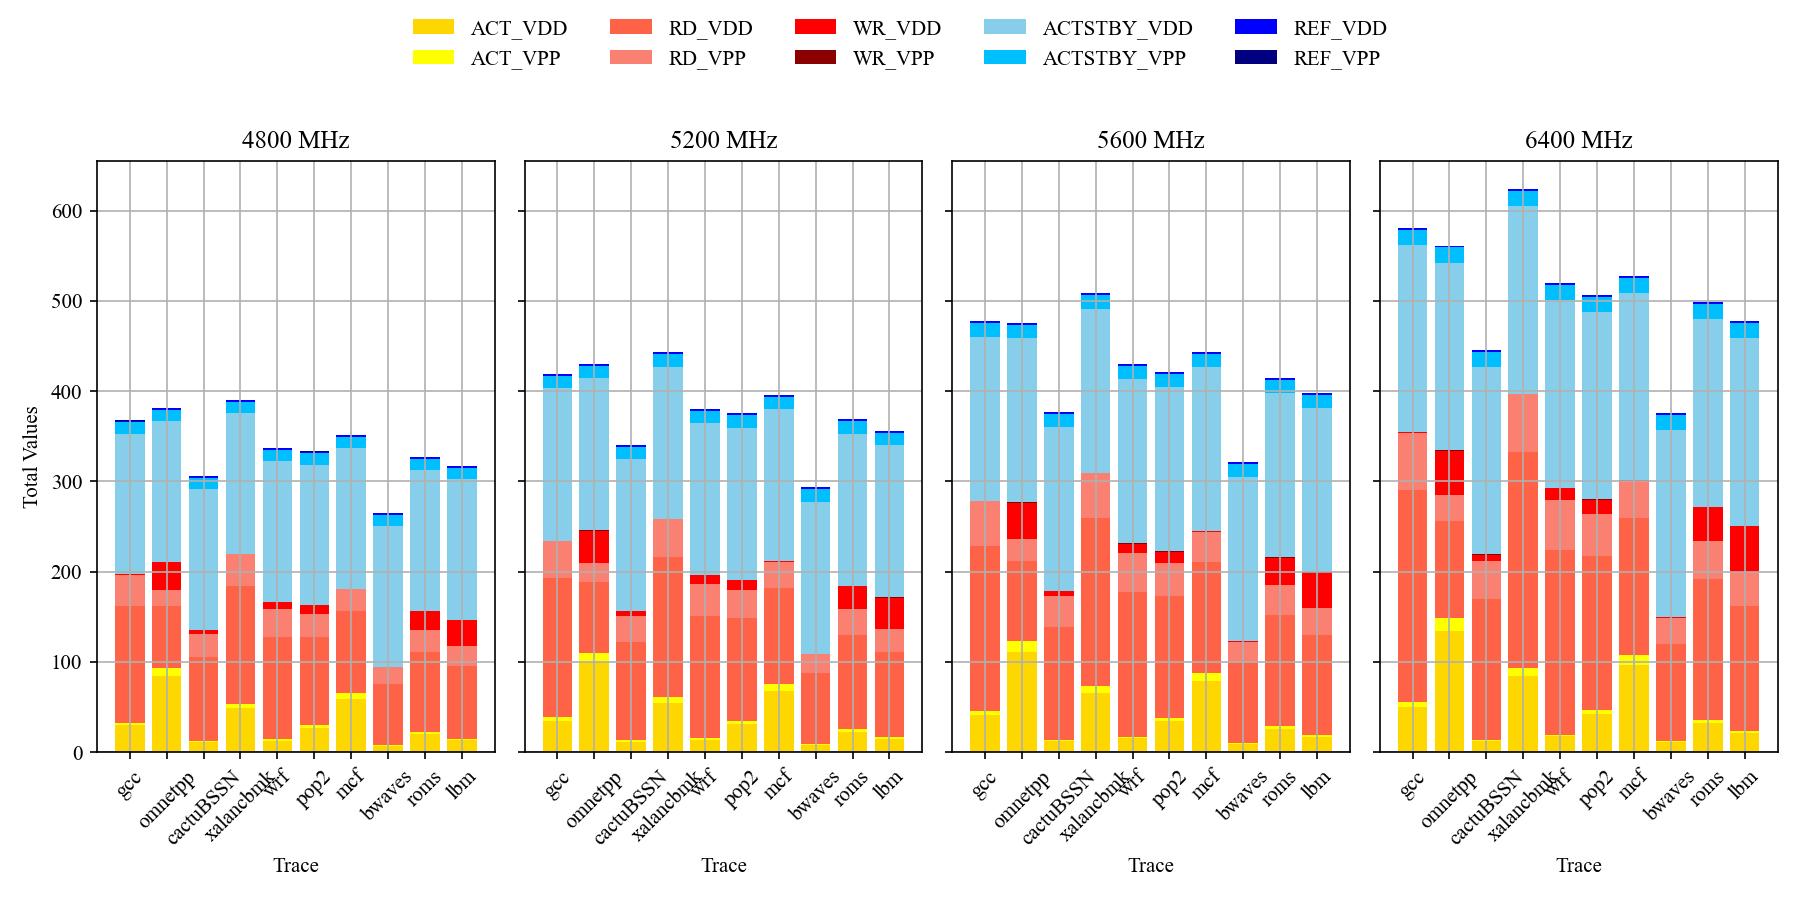 ACT_VDD RD_VDD WR_VDD ACTSTBY_VDD REF_VDD
ACT_VPP RD_VPP WR_VPP ACTSTBY_VPP REF_VPP
4800 MHz 5200 MHz 5600 MHz 6400 MHz
Total Values
600
500
400
300
200
100
0
gcc omnetpp cactuBSSN xalancbmk wrf pop2 mcf bwaves roms lbm
gcc omnetpp cactuBSSN xalancbmk wrf pop2 mcf bwaves roms lbm
gcc omnetpp cactuBSSN xalancbmk wrf pop2 mcf bwaves roms lbm
gcc omnetpp cactuBSSN xalancbmk wrf pop2 mcf bwaves roms lbm
Trace Trace Trace Trace